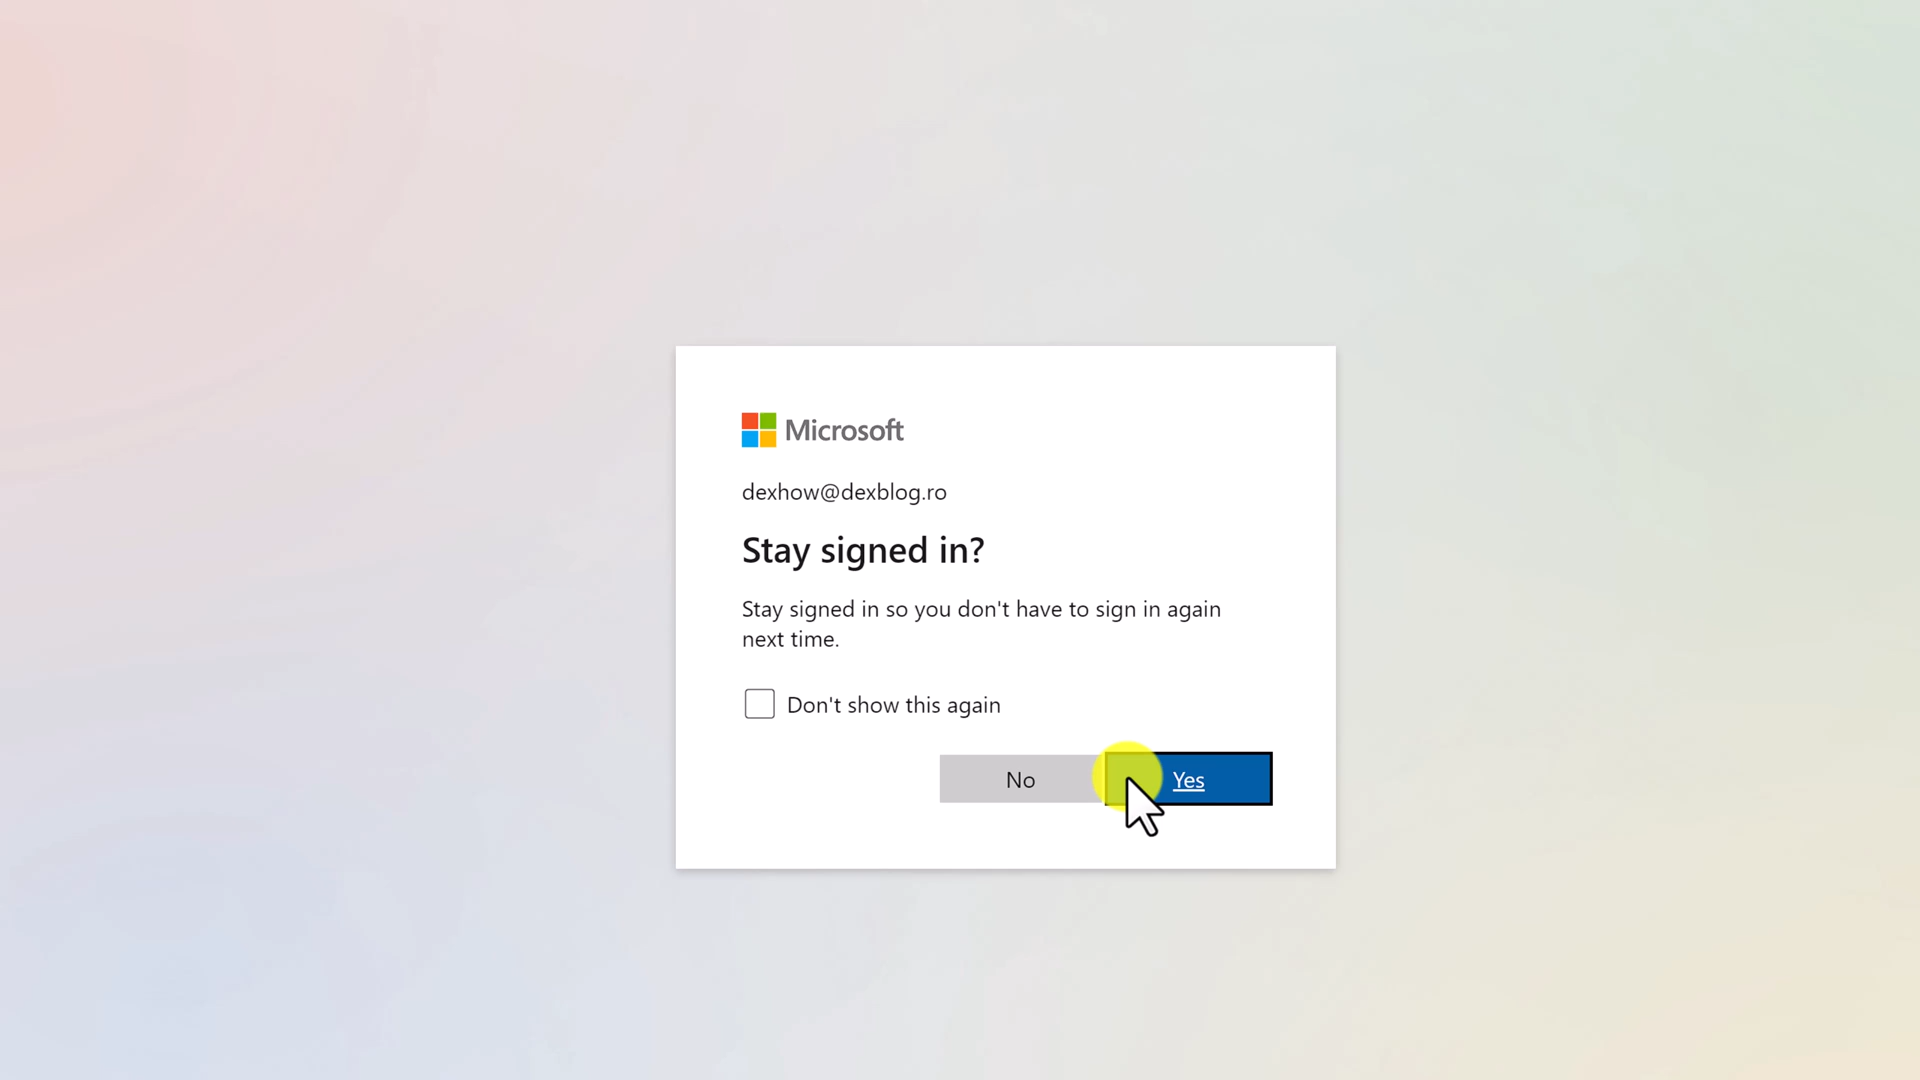 Microsoft
dexhow@dexblog.ro
Stay signed in?
Stay signed in so you don't have to sign in again
next time.
Don't show this again
No
Yes